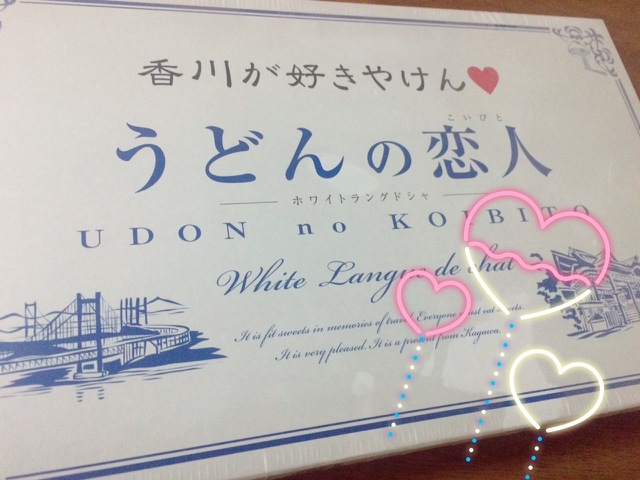 香川が好きやけん♥
こいびと
うどんの恋人
ホワイトラングドシャ
UDON no KOIBITO
White Langue de chat
It is fit sweets in memories of travel. Everyone must eat sweets.
It is very pleased. It is a present from Kagawa.